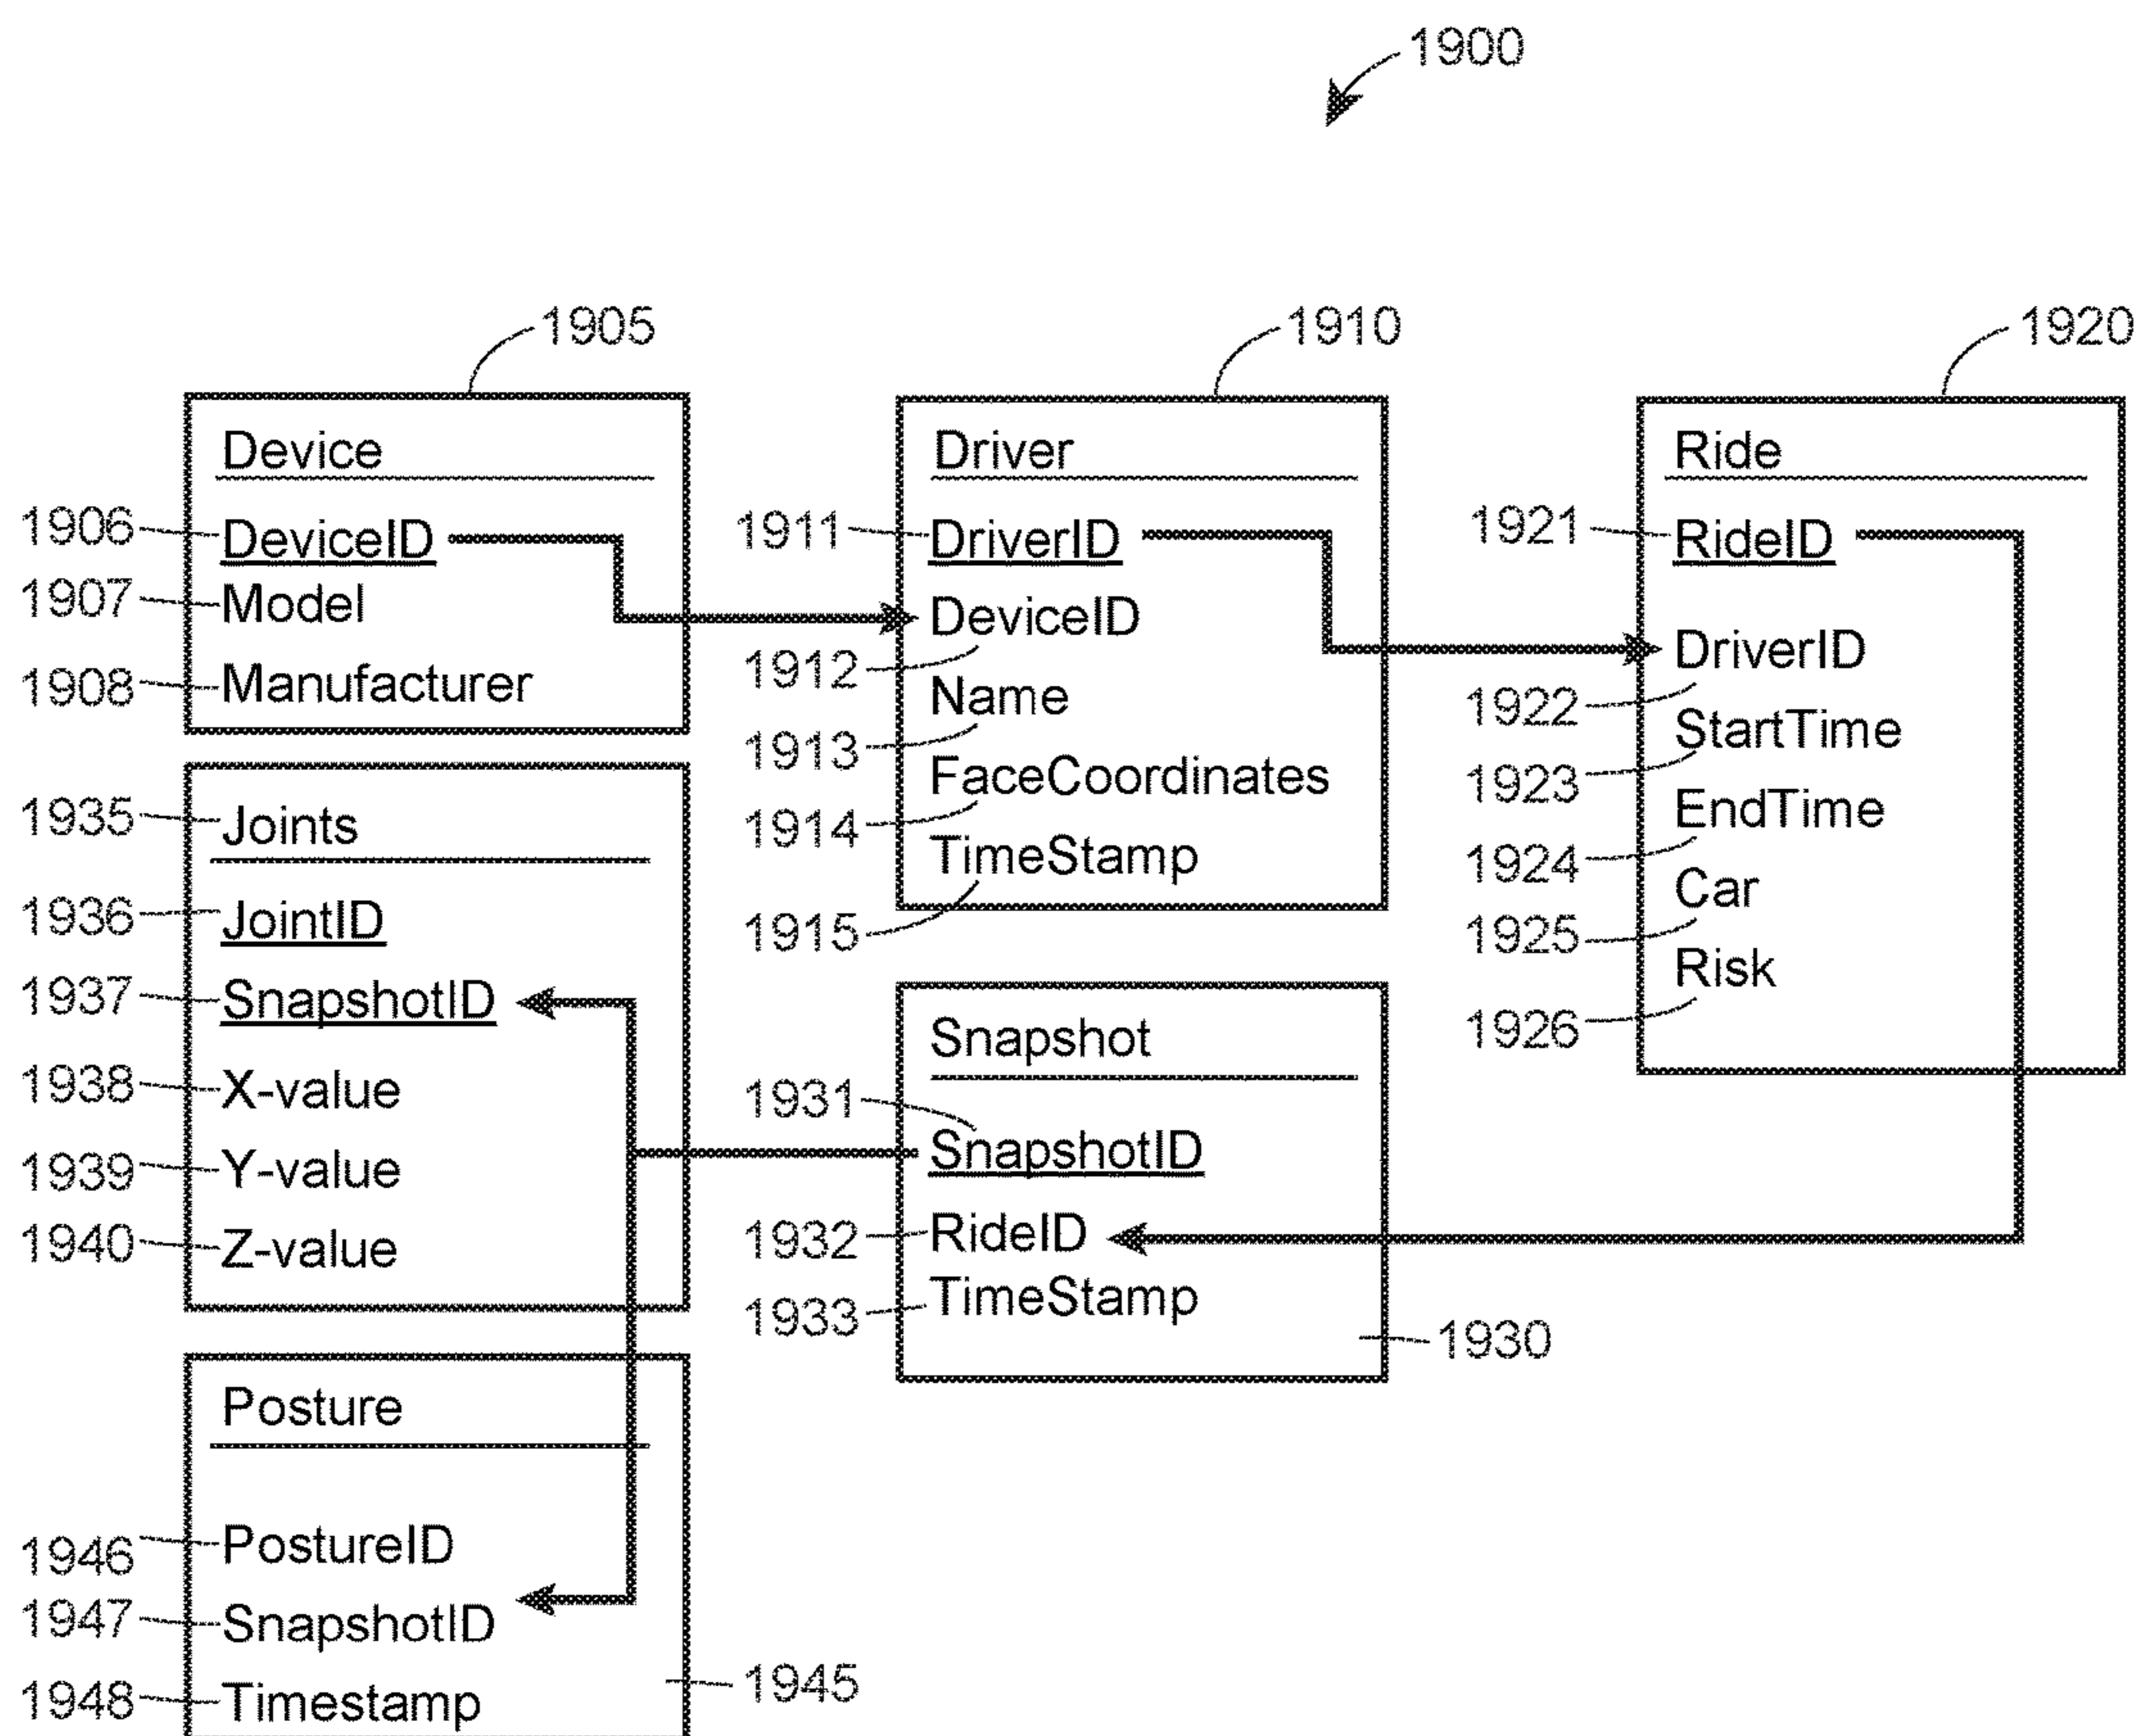 1900
1905
Device
1906 DeviceID
1907 Model
1908 Manufacturer
1910
Driver
1911 DriverID
DeviceID
1912
Name
1913
FaceCoordinates
1914
TimeStamp
1915
1920
Ride
1921 RideID
DriverID
1922
StartTime
1923
EndTime
1924
Car
1925
Risk
1926
1935 Joints
1936 JointID
1937 SnapshotID
1938 X-value
1939 Y-value
1940 Z-value
Snapshot
1931
SnapshotID
1932 RideID
1933 TimeStamp
1930
Posture
1946 PostureID
1947 SnapshotID
1948 Timestamp
1945